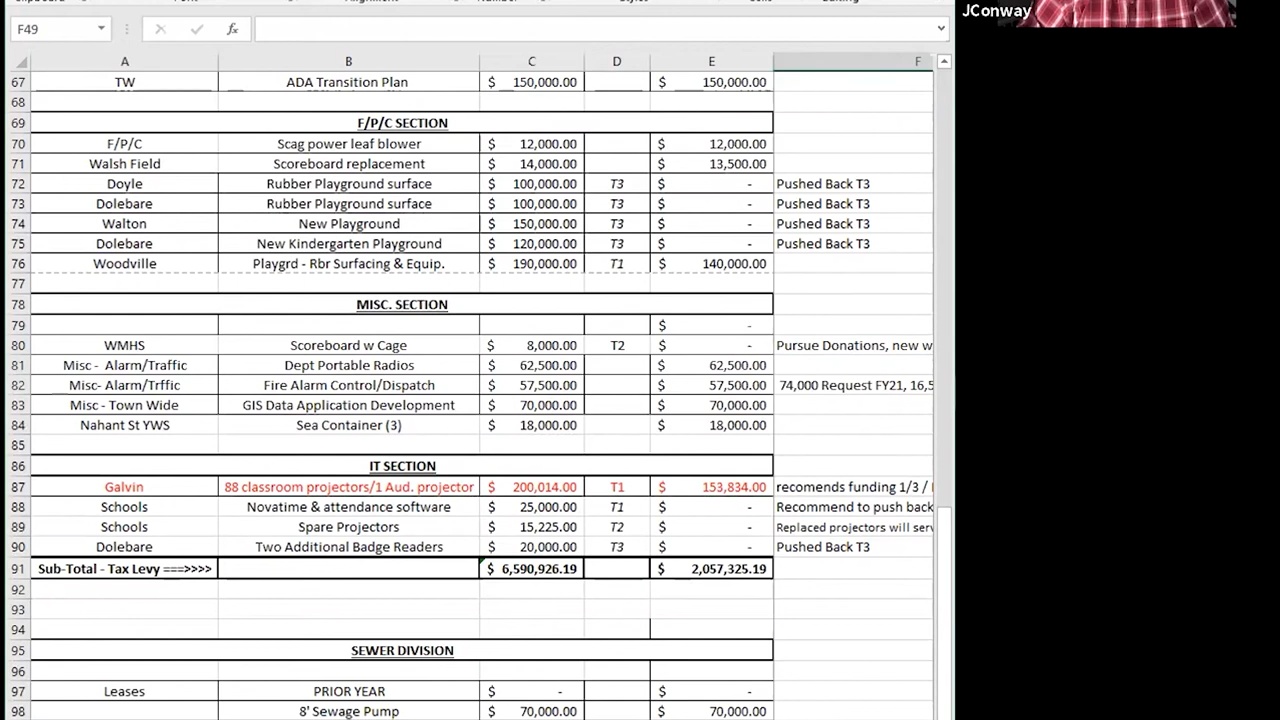 JConway
F49
fx
A B C D E F
67 TW ADA Transition Plan $ 150,000.00 $ 150,000.00
68
69 F/P/C SECTION
70 F/P/C Scag power leaf blower $ 12,000.00 $ 12,000.00
71 Walsh Field Scoreboard replacement $ 14,000.00 $ 13,500.00
72 Doyle Rubber Playground surface $ 100,000.00 T3 $ - Pushed Back T3
73 Dolebare Rubber Playground surface $ 100,000.00 T3 $ - Pushed Back T3
74 Walton New Playground $ 150,000.00 T3 $ - Pushed Back T3
75 Dolebare New Kindergarten Playground $ 120,000.00 T3 $ - Pushed Back T3
76 Woodville Playgrd - Rbr Surfacing & Equip. $ 190,000.00 T1 $ 140,000.00
77
78 MISC. SECTION
79 $ -
80 WMHS Scoreboard w Cage $ 8,000.00 T2 $ - Pursue Donations, new w
81 Misc - Alarm/Traffic Dept Portable Radios $ 62,500.00 $ 62,500.00
82 Misc- Alarm/Trffic Fire Alarm Control/Dispatch $ 57,500.00 $ 57,500.00 74,000 Request FY21, 16,5
83 Misc - Town Wide GIS Data Application Development $ 70,000.00 $ 70,000.00
84 Nahant St YWS Sea Container (3) $ 18,000.00 $ 18,000.00
85
86 IT SECTION
87 Galvin 88 classroom projectors/1 Aud. projector $ 200,014.00 T1 $ 153,834.00 recomends funding 1/3 /
88 Schools Novatime & attendance software $ 25,000.00 T1 $ - Recommend to push back
89 Schools Spare Projectors $ 15,225.00 T2 $ - Replaced projectors will serv
90 Dolebare Two Additional Badge Readers $ 20,000.00 T3 $ - Pushed Back T3
91 Sub-Total - Tax Levy ===>>>> $ 6,590,926.19 $ 2,057,325.19
92
93
94
95 SEWER DIVISION
96
97 Leases PRIOR YEAR $ - $ -
98 8' Sewage Pump $ 70,000.00 $ 70,000.00